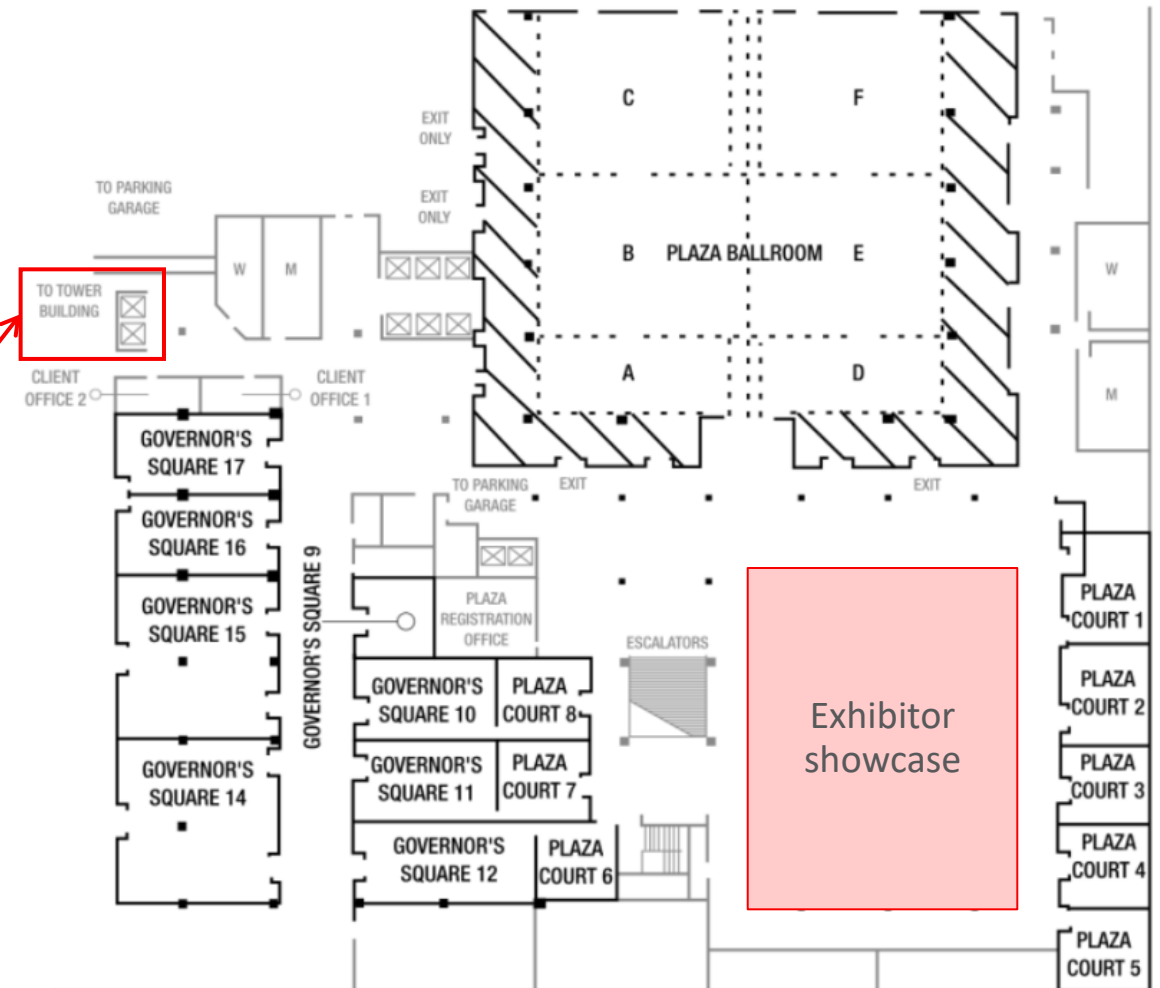 C
F
EXIT
ONLY
TO PARKING
GARAGE
EXIT
ONLY
W
M
B
PLAZA BALLROOM
E
W
TO TOWER
BUILDING
A
D
CLIENT
OFFICE 2
CLIENT
OFFICE 1
M
GOVERNOR'S
SQUARE 17
TO PARKING
GARAGE
EXIT
EXIT
GOVERNOR'S
SQUARE 16
GOVERNOR'S SQUARE 9
PLAZA
REGISTRATION
OFFICE
PLAZA
COURT 1
GOVERNOR'S
SQUARE 15
ESCALATORS
GOVERNOR'S
SQUARE 10
PLAZA
COURT 8
PLAZA
COURT 2
Exhibitor
showcase
GOVERNOR'S
SQUARE 14
GOVERNOR'S
SQUARE 11
PLAZA
COURT 7
PLAZA
COURT 3
GOVERNOR'S
SQUARE 12
PLAZA
COURT 6
PLAZA
COURT 4
PLAZA
COURT 5